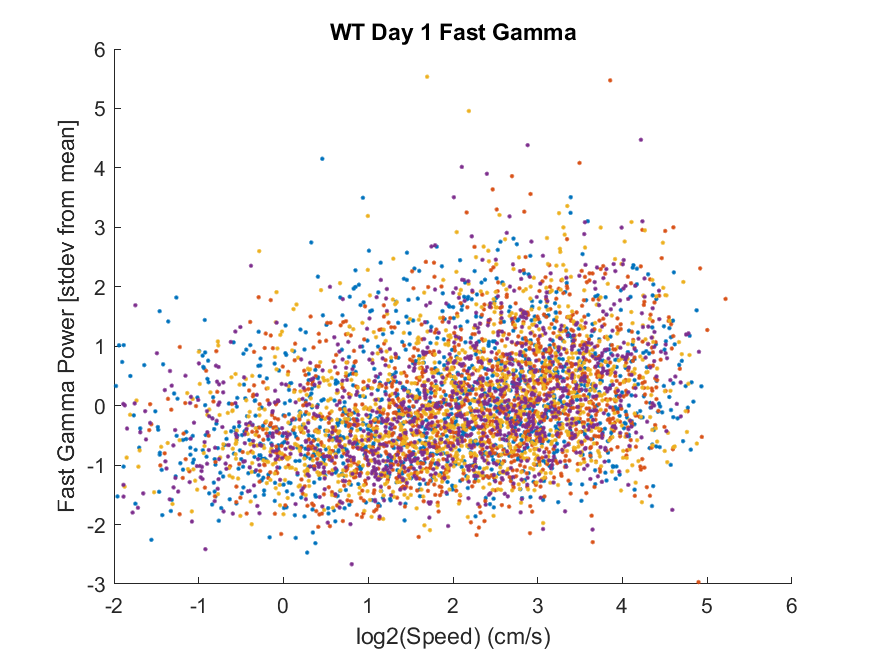 WT Day 1 Fast Gamma
Fast Gamma Power [stdev from mean]
6
5
4
3
2
1
0
-1
-2
-3
-2 -1 0 1 2 3 4 5 6
log2(Speed) (cm/s)